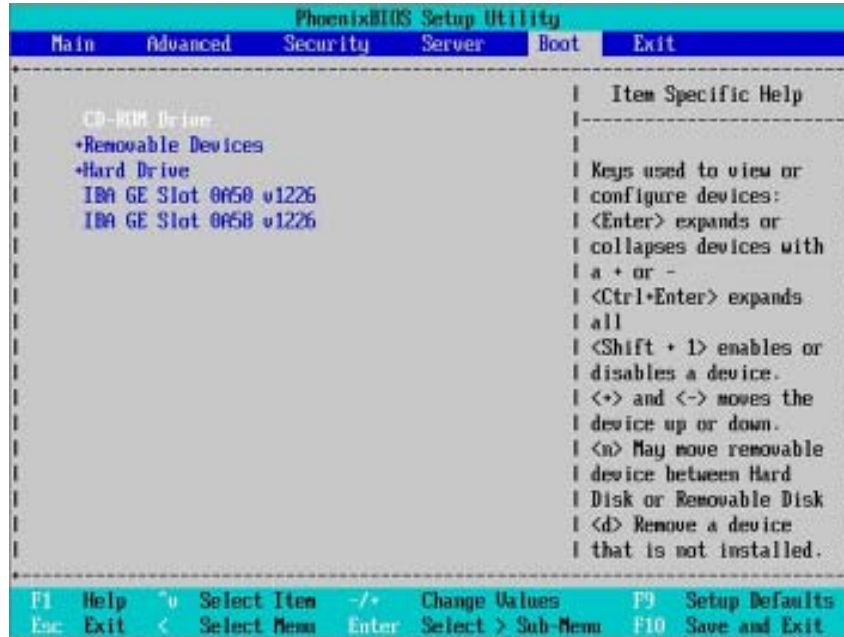 PhoenixBIOS Setup Utility
Main Advanced Security Server Boot Exit
Item Specific Help
CD-ROM Drive
+Removable Devices
+Hard Drive
IBA GE Slot 0A50 v1226
IBA GE Slot 0A58 v1226
Keys used to view or
configure devices:
<Enter> expands or
collapses devices with
a + or -
<Ctrl+Enter> expands
all
<Shift + 1> enables or
disables a device.
<+> and <-> moves the
device up or down.
<n> May move removable
device between Hard
Disk or Removable Disk
<d> Remove a device
that is not installed.
F1 Help ^v Select Item -/+ Change Values F9 Setup Defaults
Esc Exit < Select Menu Enter Select > Sub-Menu F10 Save and Exit